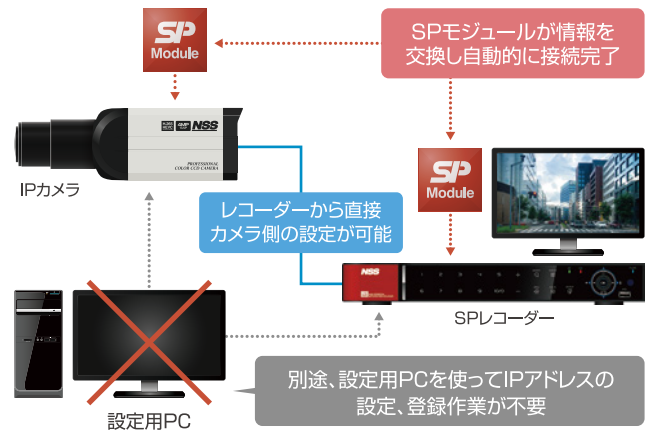 SP
Module
SPモジュールが情報を
交換し自動的に接続完了
NSS
PROFESSIONAL
COLOR CCD CAMERA
IPカメラ
SP
Module
レコーダーから直接
カメラ側の設定が可能
NSS
SPレコーダー
別途、設定用PCを使ってIPアドレスの
設定、登録作業が不要
設定用PC